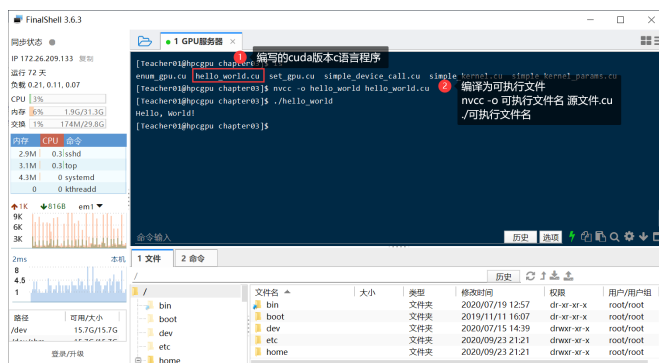 FinalShell 3.6.3
同步状态
1 GPU服务器
IP 172.26.209.133 复制
运行 72 天
负载 0.21, 0.11, 0.07
CPU 3%
内存 6% 1.9G/31.3G
交换 1% 174M/29.8G
内存 CPU 命令
2.9M 0.3 sshd
3.1M 0.3 top
4.3M 0 systemd
0 0 kthreadd
1K 816B em1
9K
6K
3K
2ms 本机
8
4.5
1
路径 可用/大小
/dev 15.7G/15.7G
登录/升级
1 编写的cuda版本c语言程序
enum_gpu.cu hello_world.cu set_gpu.cu simple_device_call.cu simple_kernel.cu simple_kernel_params.cu
[Teacher01@hpcgpu chapter03]$ nvcc -o hello_world hello_world.cu
[Teacher01@hpcgpu chapter03]$ ./hello_world
Hello, World!
[Teacher01@hpcgpu chapter03]$
2 编译为可执行文件
nvcc -o 可执行文件名 源文件.cu
./可执行文件名
命令输入
历史 选项
1 文件 2 命令
/ 历史
/
bin
boot
dev
etc
home
文件名 大小 类型 修改时间 权限 用户/用户组
bin 文件夹 2020/07/19 12:57 dr-xr-xr-x root/root
boot 文件夹 2019/11/11 16:07 dr-xr-xr-x root/root
dev 文件夹 2020/07/15 14:39 drwxr-xr-x root/root
etc 文件夹 2020/09/23 21:21 drwxr-xr-x root/root
home 文件夹 2020/09/23 21:21 drwxr-xr-x root/root